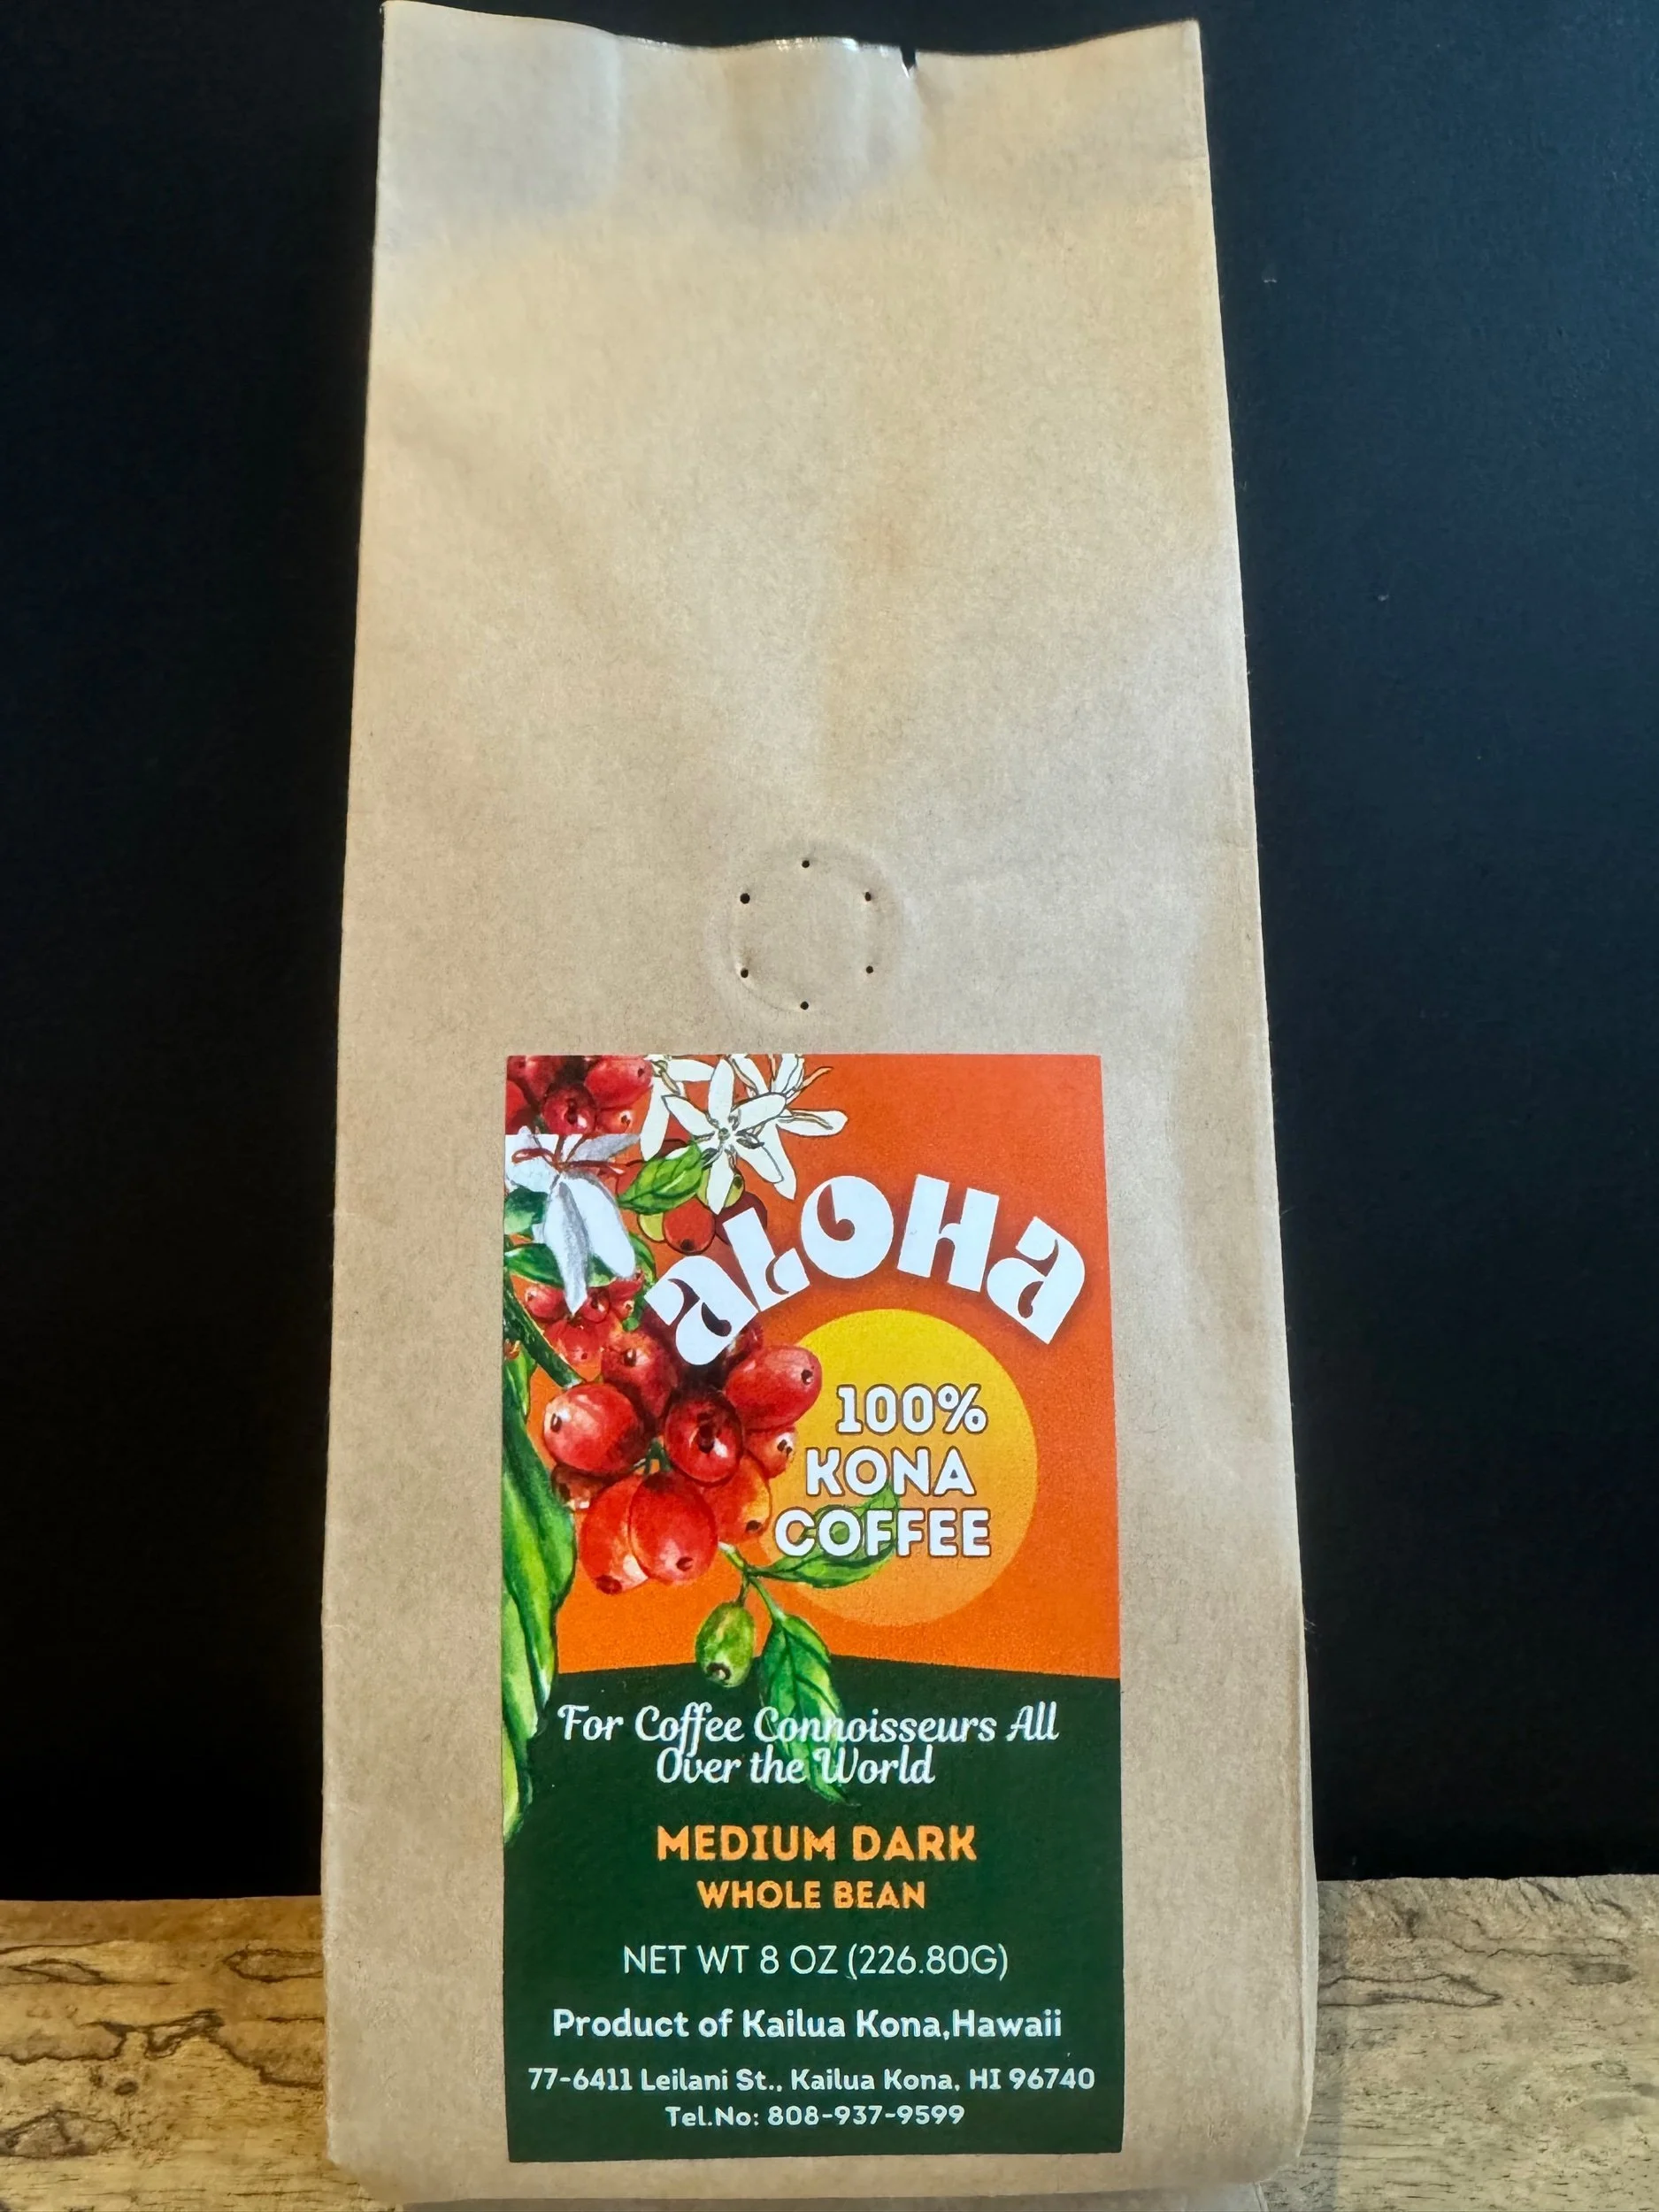 aLOHa
100%
KONA
COFFEE
For Coffee Connoisseurs All
Over the World
MEDIUM DARK
WHOLE BEAN
NET WT 8 OZ (226.80G)
Product of Kailua Kona,Hawaii
77-6411 Leilani St., Kailua Kona, HI 96740
Tel.No: 808-937-9599